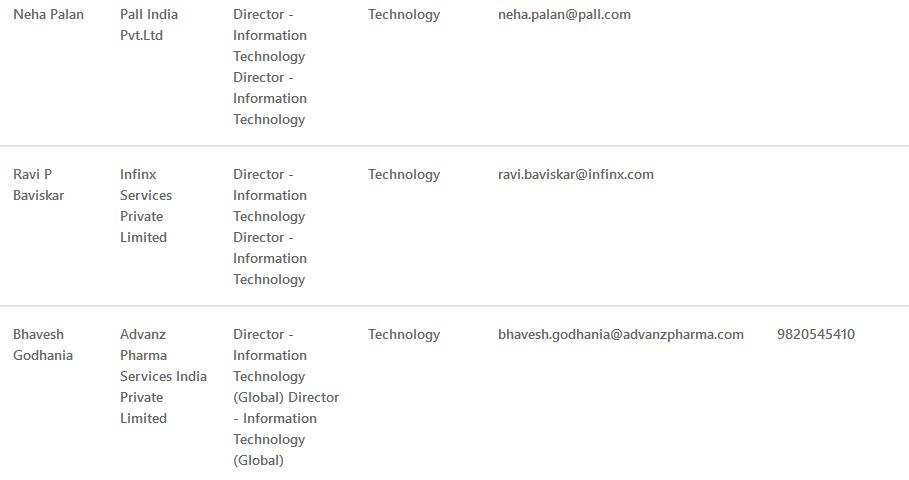 Neha Palan
Pall India
Pvt.Ltd
Director -
Information
Technology
Director -
Information
Technology
Technology
neha.palan@pall.com
Ravi P
Baviskar
Infinx
Services
Private
Limited
Director -
Information
Technology
Director -
Information
Technology
Technology
ravi.baviskar@infinx.com
Bhavesh
Godhania
Advanz
Pharma
Services India
Private
Limited
Director -
Information
Technology
(Global) Director
- Information
Technology
(Global)
Technology
bhavesh.godhania@advanzpharma.com
9820545410